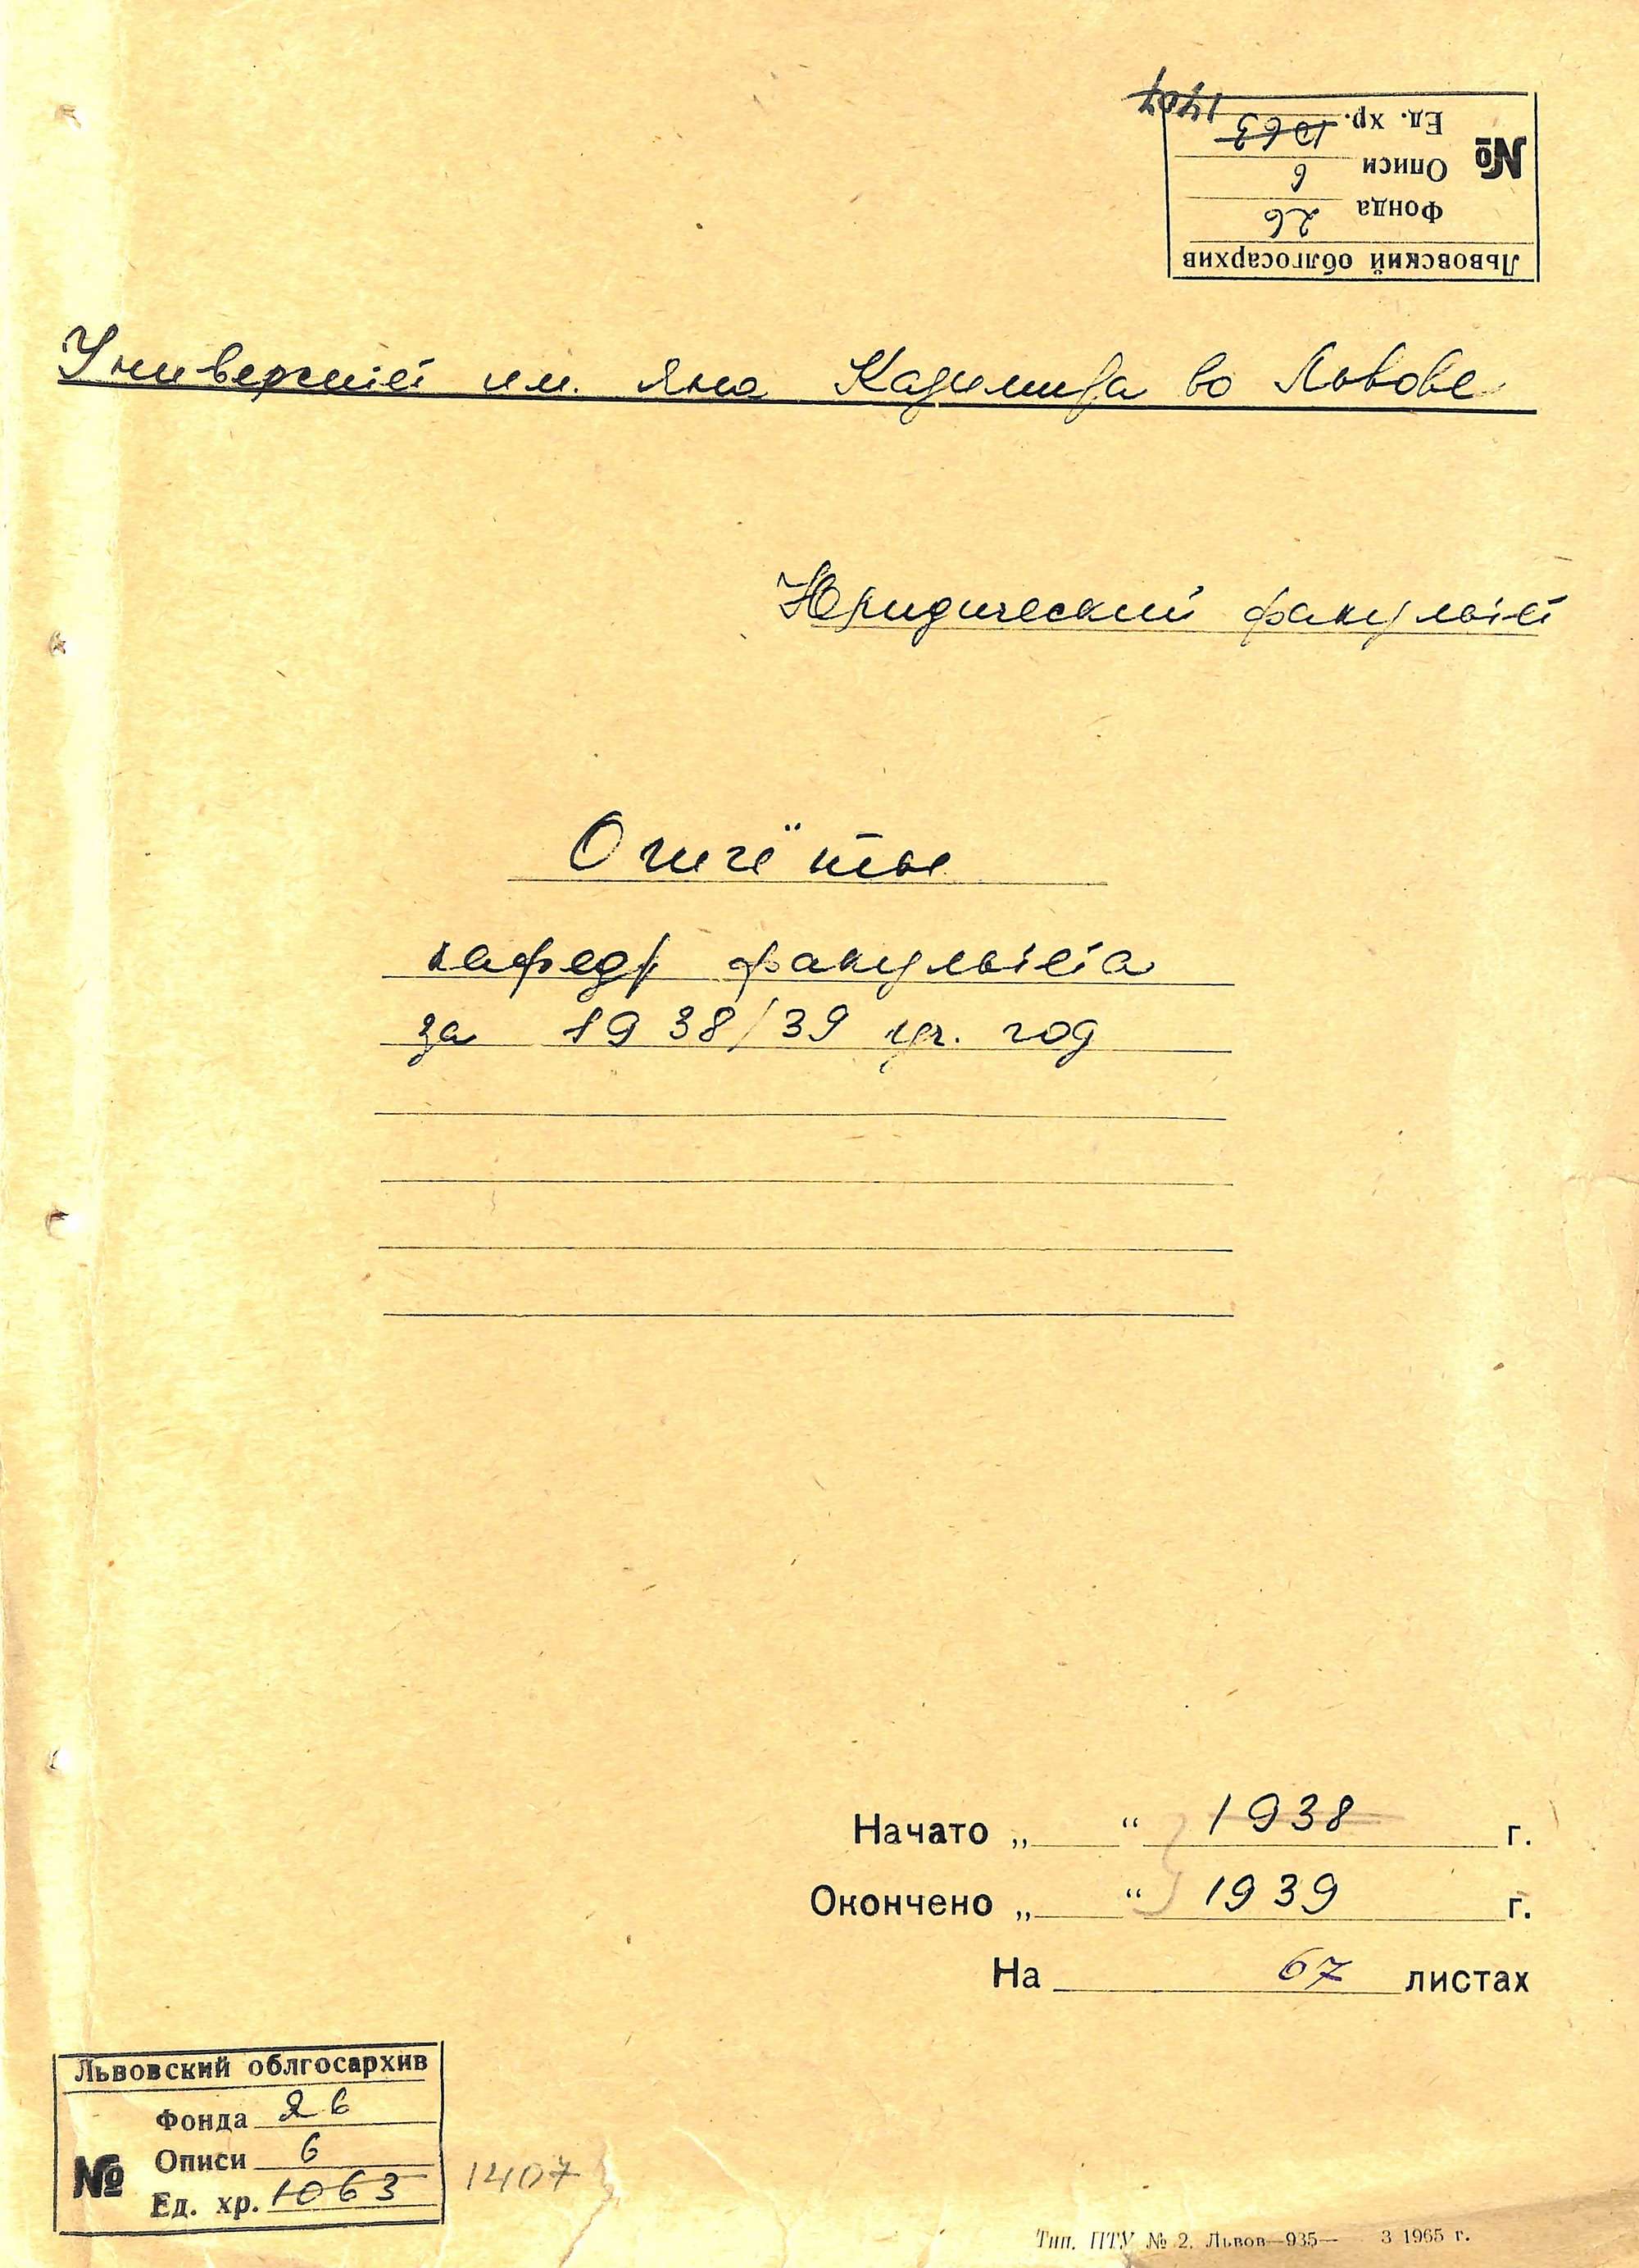 Львовский облгосархив
Фонда 26
Описи 6
№
Ед. хр. 1063 1407
Университет им. Яна Казимира во Львове
Юридический факультет
Отчёты
кафедр факультета
за 1938/39 уч. год
Начато „ “ 1938 г.
Окончено „ “ 1939 г.
На 67 листах
Львовский облгосархив
Фонда 26
Описи 6
№
Ед. хр. 1063 1407
Тип. ПТУ № 2. Львов—935— З 1965 г.